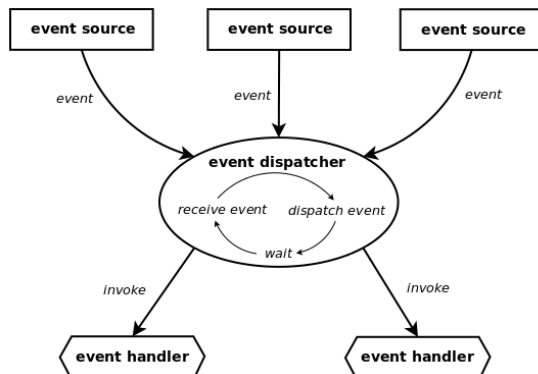 event source
event source
event source
event
event
event
event dispatcher
receive event
dispatch event
wait
invoke
invoke
event handler
event handler